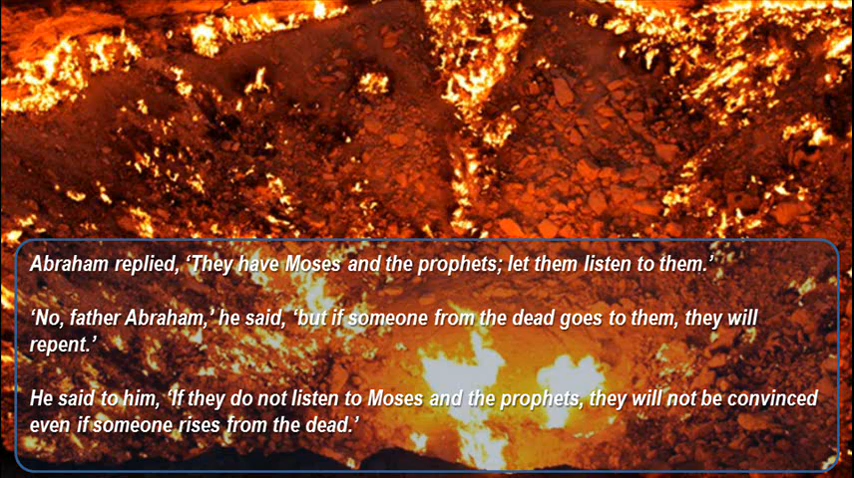 Abraham replied, ‘They have Moses and the prophets; let them listen to them.’
‘No, father Abraham,’ he said, ‘but if someone from the dead goes to them, they will
repent.’
He said to him, ‘If they do not listen to Moses and the prophets, they will not be convinced
even if someone rises from the dead.’